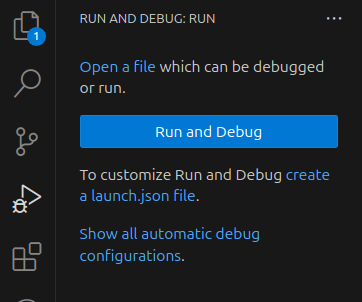 RUN AND DEBUG: RUN
1
Open a file which can be debugged
or run.
Run and Debug
To customize Run and Debug create
a launch.json file.
Show all automatic debug
configurations.